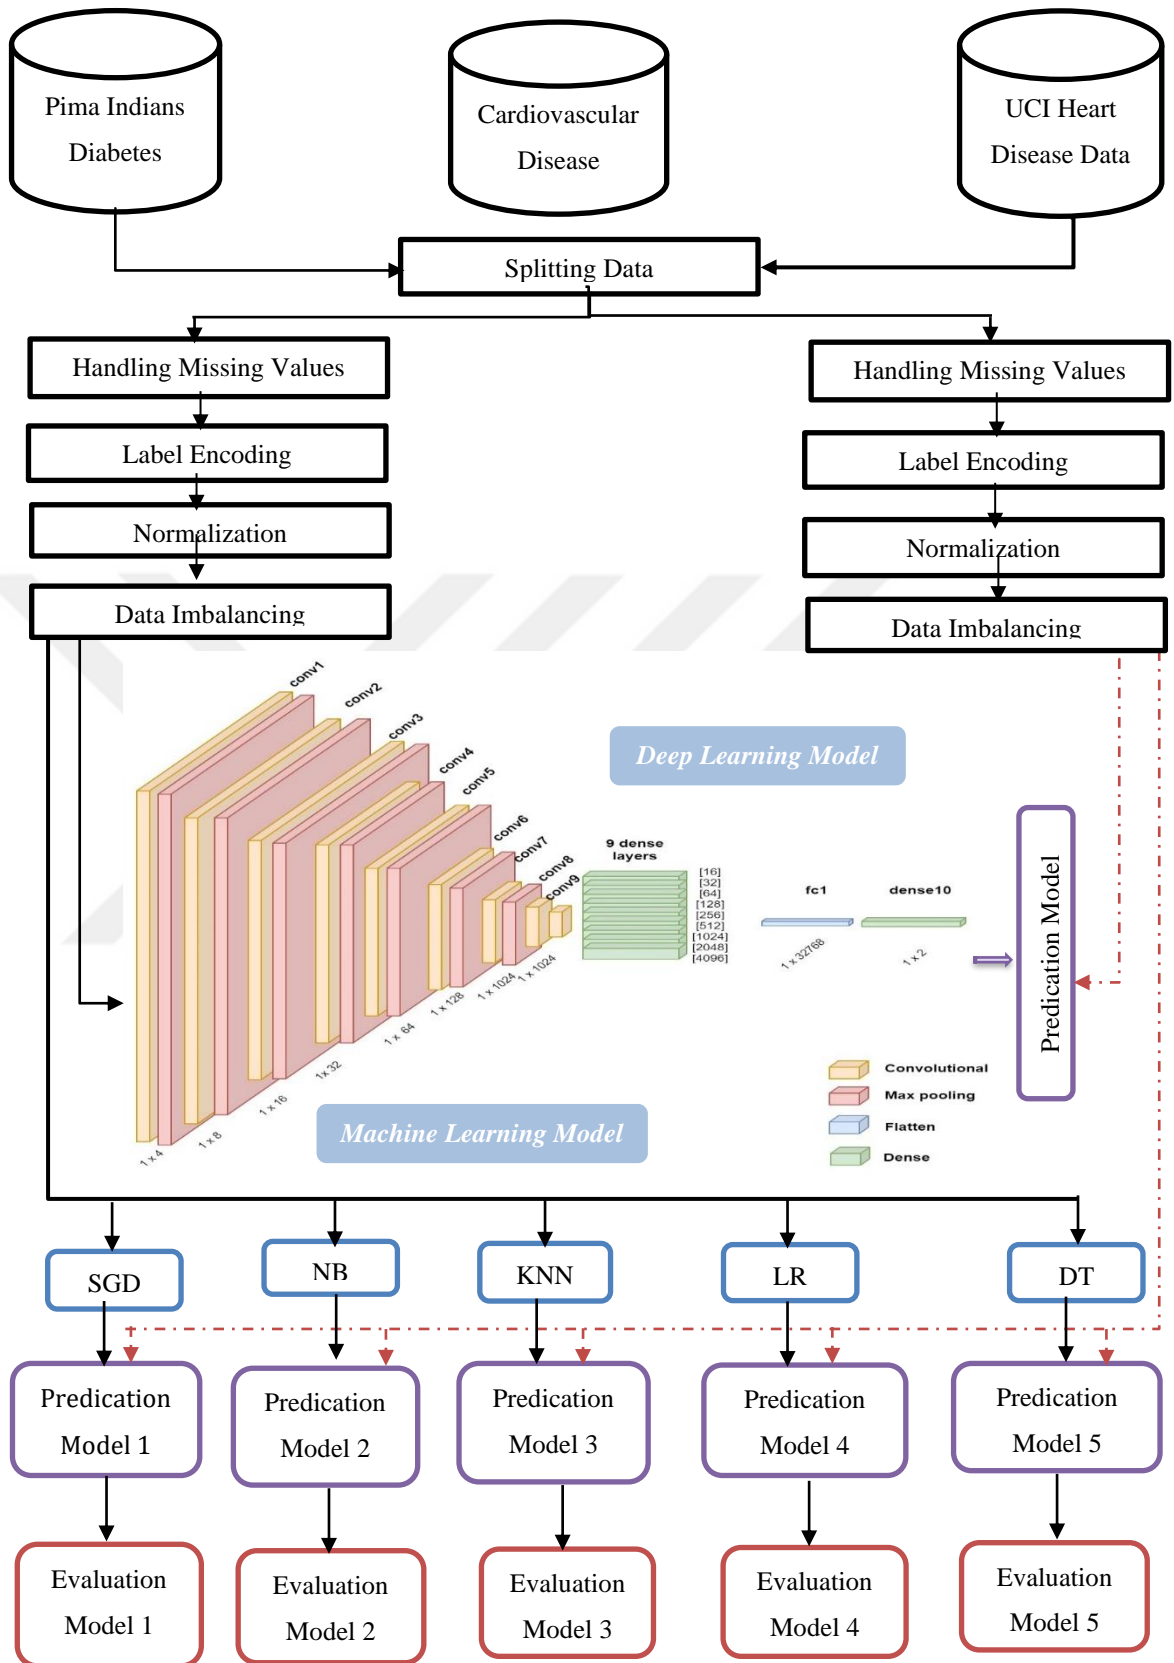 Pima Indians
Diabetes
Cardiovascular
Disease
UCI Heart
Disease Data
Splitting Data
Handling Missing Values
Handling Missing Values
Label Encoding
Label Encoding
Normalization
Normalization
Data Imbalancing
Data Imbalancing
conv1
conv2
conv3
conv4
conv5
conv6
conv7
conv8
conv9
Deep Learning Model
9 dense
layers
[16]
[32]
[64]
[128]
[256]
[512]
[1024]
[2048]
[4096]
fc1
dense10
1 x 32768
1 x 2
Predication Model
1 x 4
1 x 8
1 x 16
1x 32
1 x 64
1 x 128
1 x 1024
1 x 1024
Convolutional
Max pooling
Flatten
Dense
Machine Learning Model
SGD
NB
KNN
LR
DT
Predication
Model 1
Predication
Model 2
Predication
Model 3
Predication
Model 4
Predication
Model 5
Evaluation
Model 1
Evaluation
Model 2
Evaluation
Model 3
Evaluation
Model 4
Evaluation
Model 5